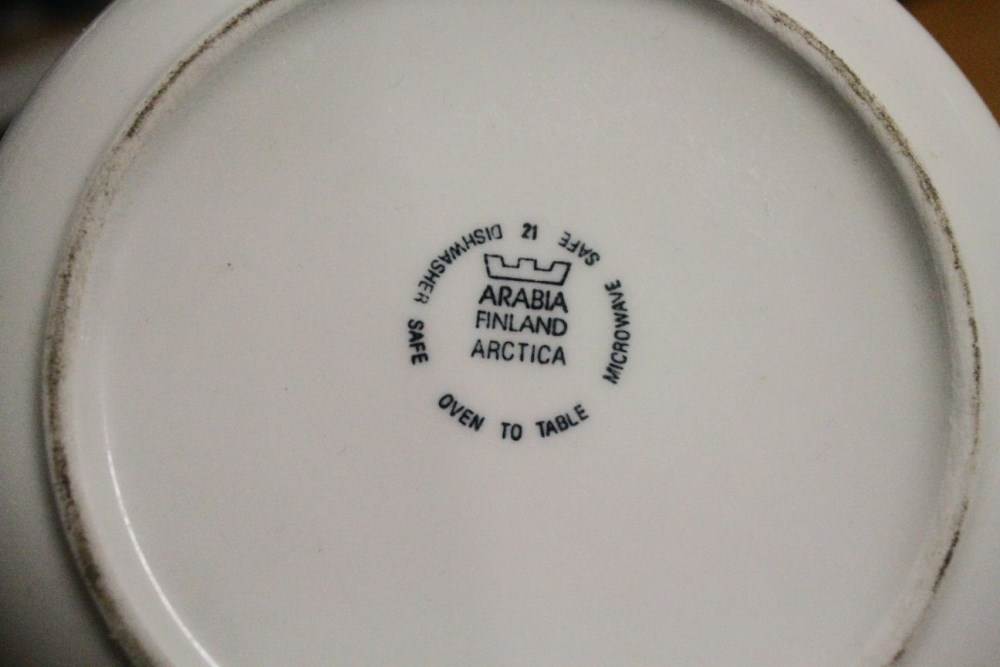 21
ARABIA
FINLAND
ARCTICA
DISHWASHER SAFE
OVEN TO TABLE
MICROWAVE SAFE